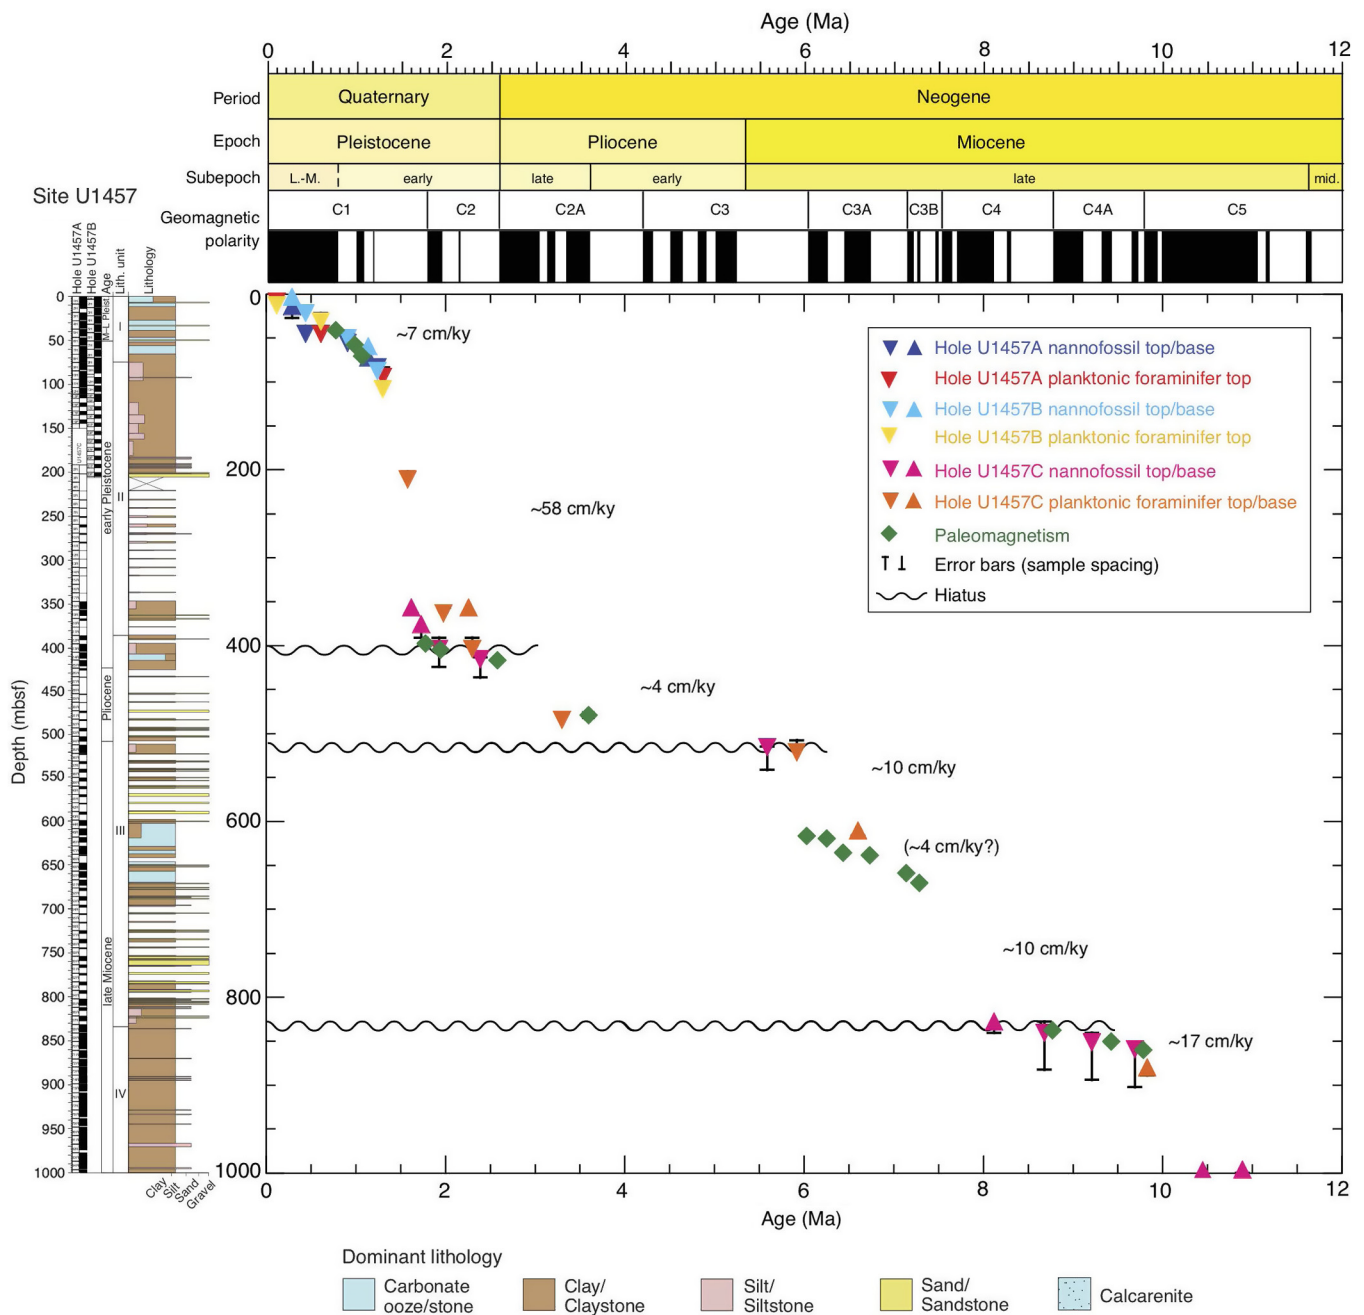 Age (Ma)
0 2 4 6 8 10 12
Period Quaternary Neogene
Epoch Pleistocene Pliocene Miocene
Subepoch L.-M. early late early late mid.
Site U1457
Geomagnetic
polarity
C1 C2 C2A C3 C3A C3B C4 C4A C5
Hole U1457A
Hole U1457B
Age
Lith. unit
Lithology
0
50
100
150
200
250
300
350
400
450
500
550
600
650
700
750
800
850
900
950
1000
Depth (mbsf)
U1457C
M-L Pleist.
early Pleistocene
Pliocene
late Miocene
I
II
III
IV
Clay
Silt
Sand
Gravel
0
200
400
600
800
1000
~7 cm/ky
~58 cm/ky
~4 cm/ky
~10 cm/ky
(~4 cm/ky?)
~10 cm/ky
~17 cm/ky
Hole U1457A nannofossil top/base
Hole U1457A planktonic foraminifer top
Hole U1457B nannofossil top/base
Hole U1457B planktonic foraminifer top
Hole U1457C nannofossil top/base
Hole U1457C planktonic foraminifer top/base
Paleomagnetism
Error bars (sample spacing)
Hiatus
0 2 4 6 8 10 12
Age (Ma)
Dominant lithology
Carbonate
ooze/stone
Clay/
Claystone
Silt/
Siltstone
Sand/
Sandstone
Calcarenite